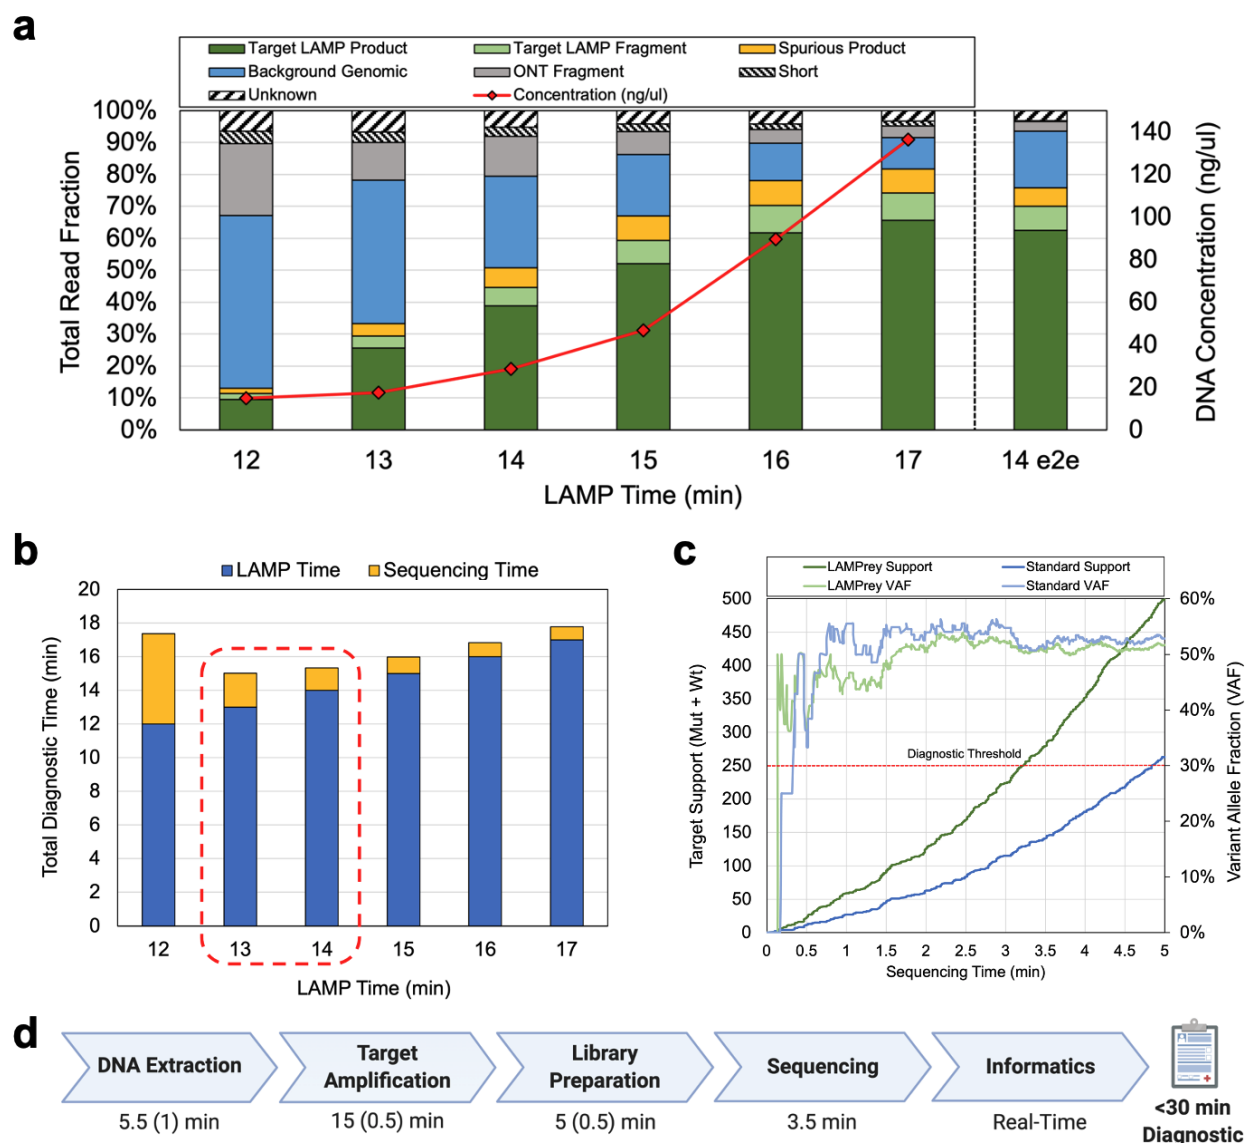 a
Target LAMP Product
Target LAMP Fragment
Spurious Product
Background Genomic
ONT Fragment
Short
Unknown
Concentration (ng/ul)
Total Read Fraction
100%
90%
80%
70%
60%
50%
40%
30%
20%
10%
0%
140
120
100
80
60
40
20
0
DNA Concentration (ng/ul)
12 13 14 15 16 17 14 e2e
LAMP Time (min)
b
LAMP Time
Sequencing Time
Total Diagnostic Time (min)
20
18
16
14
12
10
8
6
4
2
0
12 13 14 15 16 17
LAMP Time (min)
c
LAMPrey Support
Standard Support
LAMPrey VAF
Standard VAF
Target Support (Mut + Wt)
500
450
400
350
300
250
200
150
100
50
0
Diagnostic Threshold
60%
50%
40%
30%
20%
10%
0%
Variant Allele Fraction (VAF)
0 0.5 1 1.5 2 2.5 3 3.5 4 4.5 5
Sequencing Time (min)
d
DNA Extraction
5.5 (1) min
Target
Amplification
15 (0.5) min
Library
Preparation
5 (0.5) min
Sequencing
3.5 min
Informatics
Real-Time
<30 min
Diagnostic